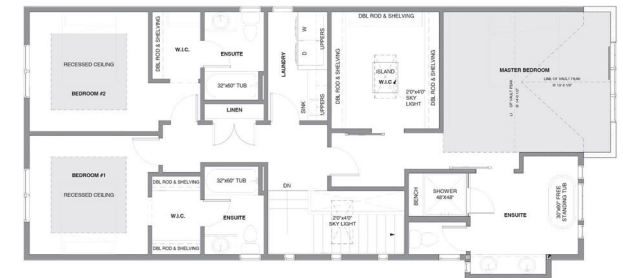 DBL ROD & SHELVING
RECESSED CEILING
BEDROOM #2
DBL ROD & SHELVING
W.I.C.
ENSUITE
32"x60" TUB
LINEN
LAUNDRY
W
D
SINK
UPPERS
UPPERS
DBL ROD & SHELVING
ISLAND
W.I.C
2'0"x4'0"
SKY
LIGHT
DBL ROD & SHELVING
MASTER BEDROOM
LINE OF VAULT PEAK
BEDROOM #1
RECESSED CEILING
DBL ROD & SHELVING
W.I.C.
DBL ROD & SHELVING
32"x60" TUB
ENSUITE
DN
2'0"x4'0"
SKY LIGHT
BENCH
SHOWER
48"X48"
ENSUITE
30"x60" FREE
STANDING TUB